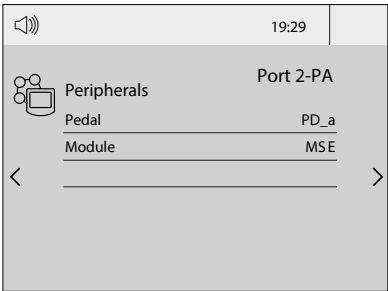 19:29
Port 2-PA
Peripherals
Pedal PD_a
Module MSE